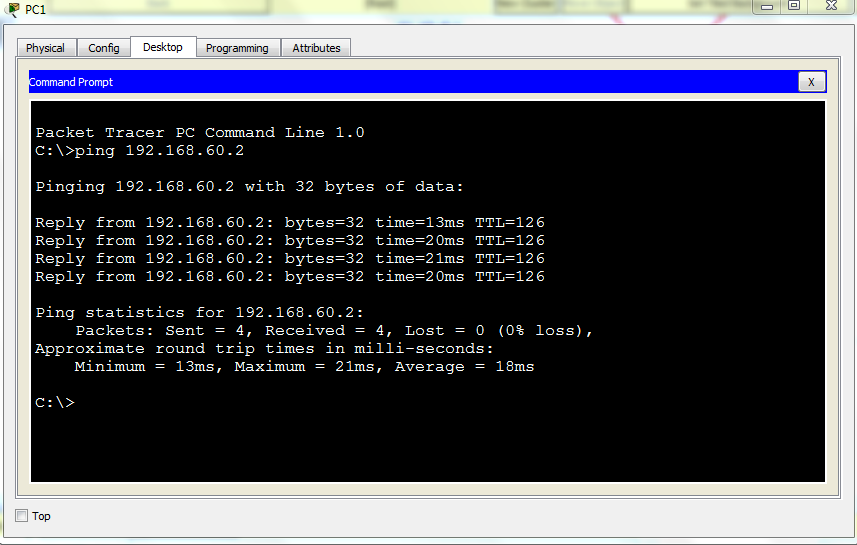 PC1
Physical
Config
Desktop
Programming
Attributes
Command Prompt
X
Packet Tracer PC Command Line 1.0
C:\>ping 192.168.60.2
Pinging 192.168.60.2 with 32 bytes of data:
Reply from 192.168.60.2: bytes=32 time=13ms TTL=126
Reply from 192.168.60.2: bytes=32 time=20ms TTL=126
Reply from 192.168.60.2: bytes=32 time=21ms TTL=126
Reply from 192.168.60.2: bytes=32 time=20ms TTL=126
Ping statistics for 192.168.60.2:
Packets: Sent = 4, Received = 4, Lost = 0 (0% loss),
Approximate round trip times in milli-seconds:
Minimum = 13ms, Maximum = 21ms, Average = 18ms
C:\>
Top